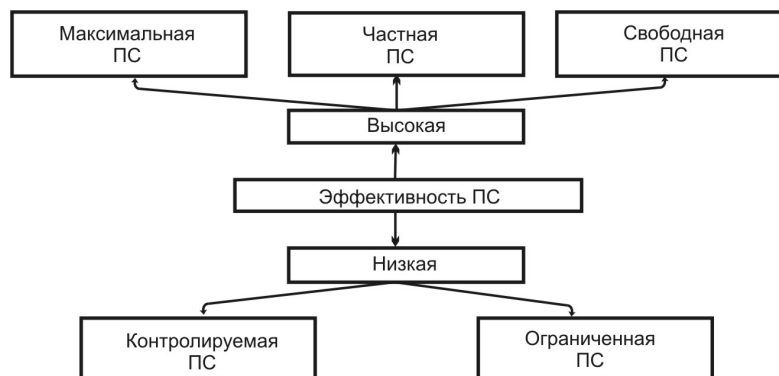 Максимальная
ПС
Частная
ПС
Свободная
ПС
Высокая
Эффективность ПС
Низкая
Контролируемая
ПС
Ограниченная
ПС